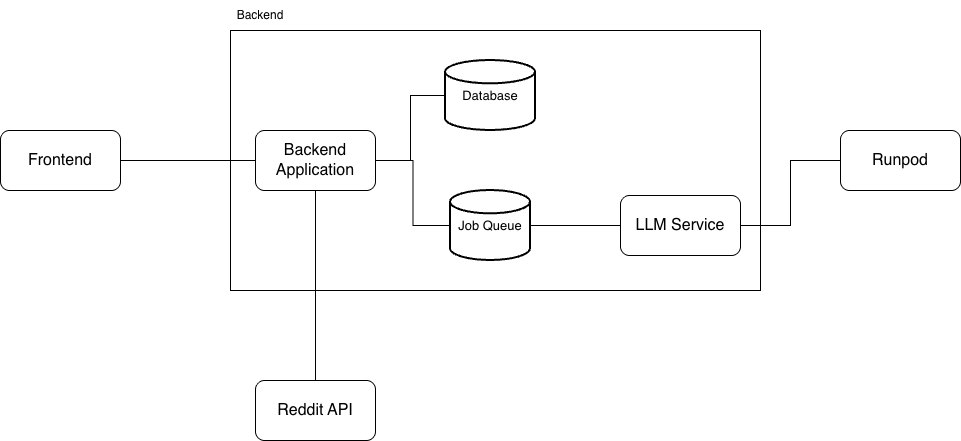 Backend
Database
Frontend
Backend
Application
Runpod
Job Queue
LLM Service
Reddit API